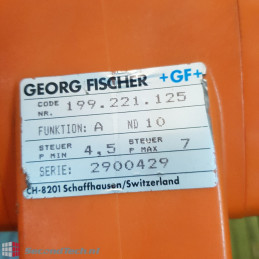 GEORG FISCHER +GF+
CODE NR. 199.221.125
FUNKTION: A ND 10
STEUER P MIN 4,5 STEUER P MAX 7
SERIE: 2900429
CH-8201 Schaffhausen/Switzerland